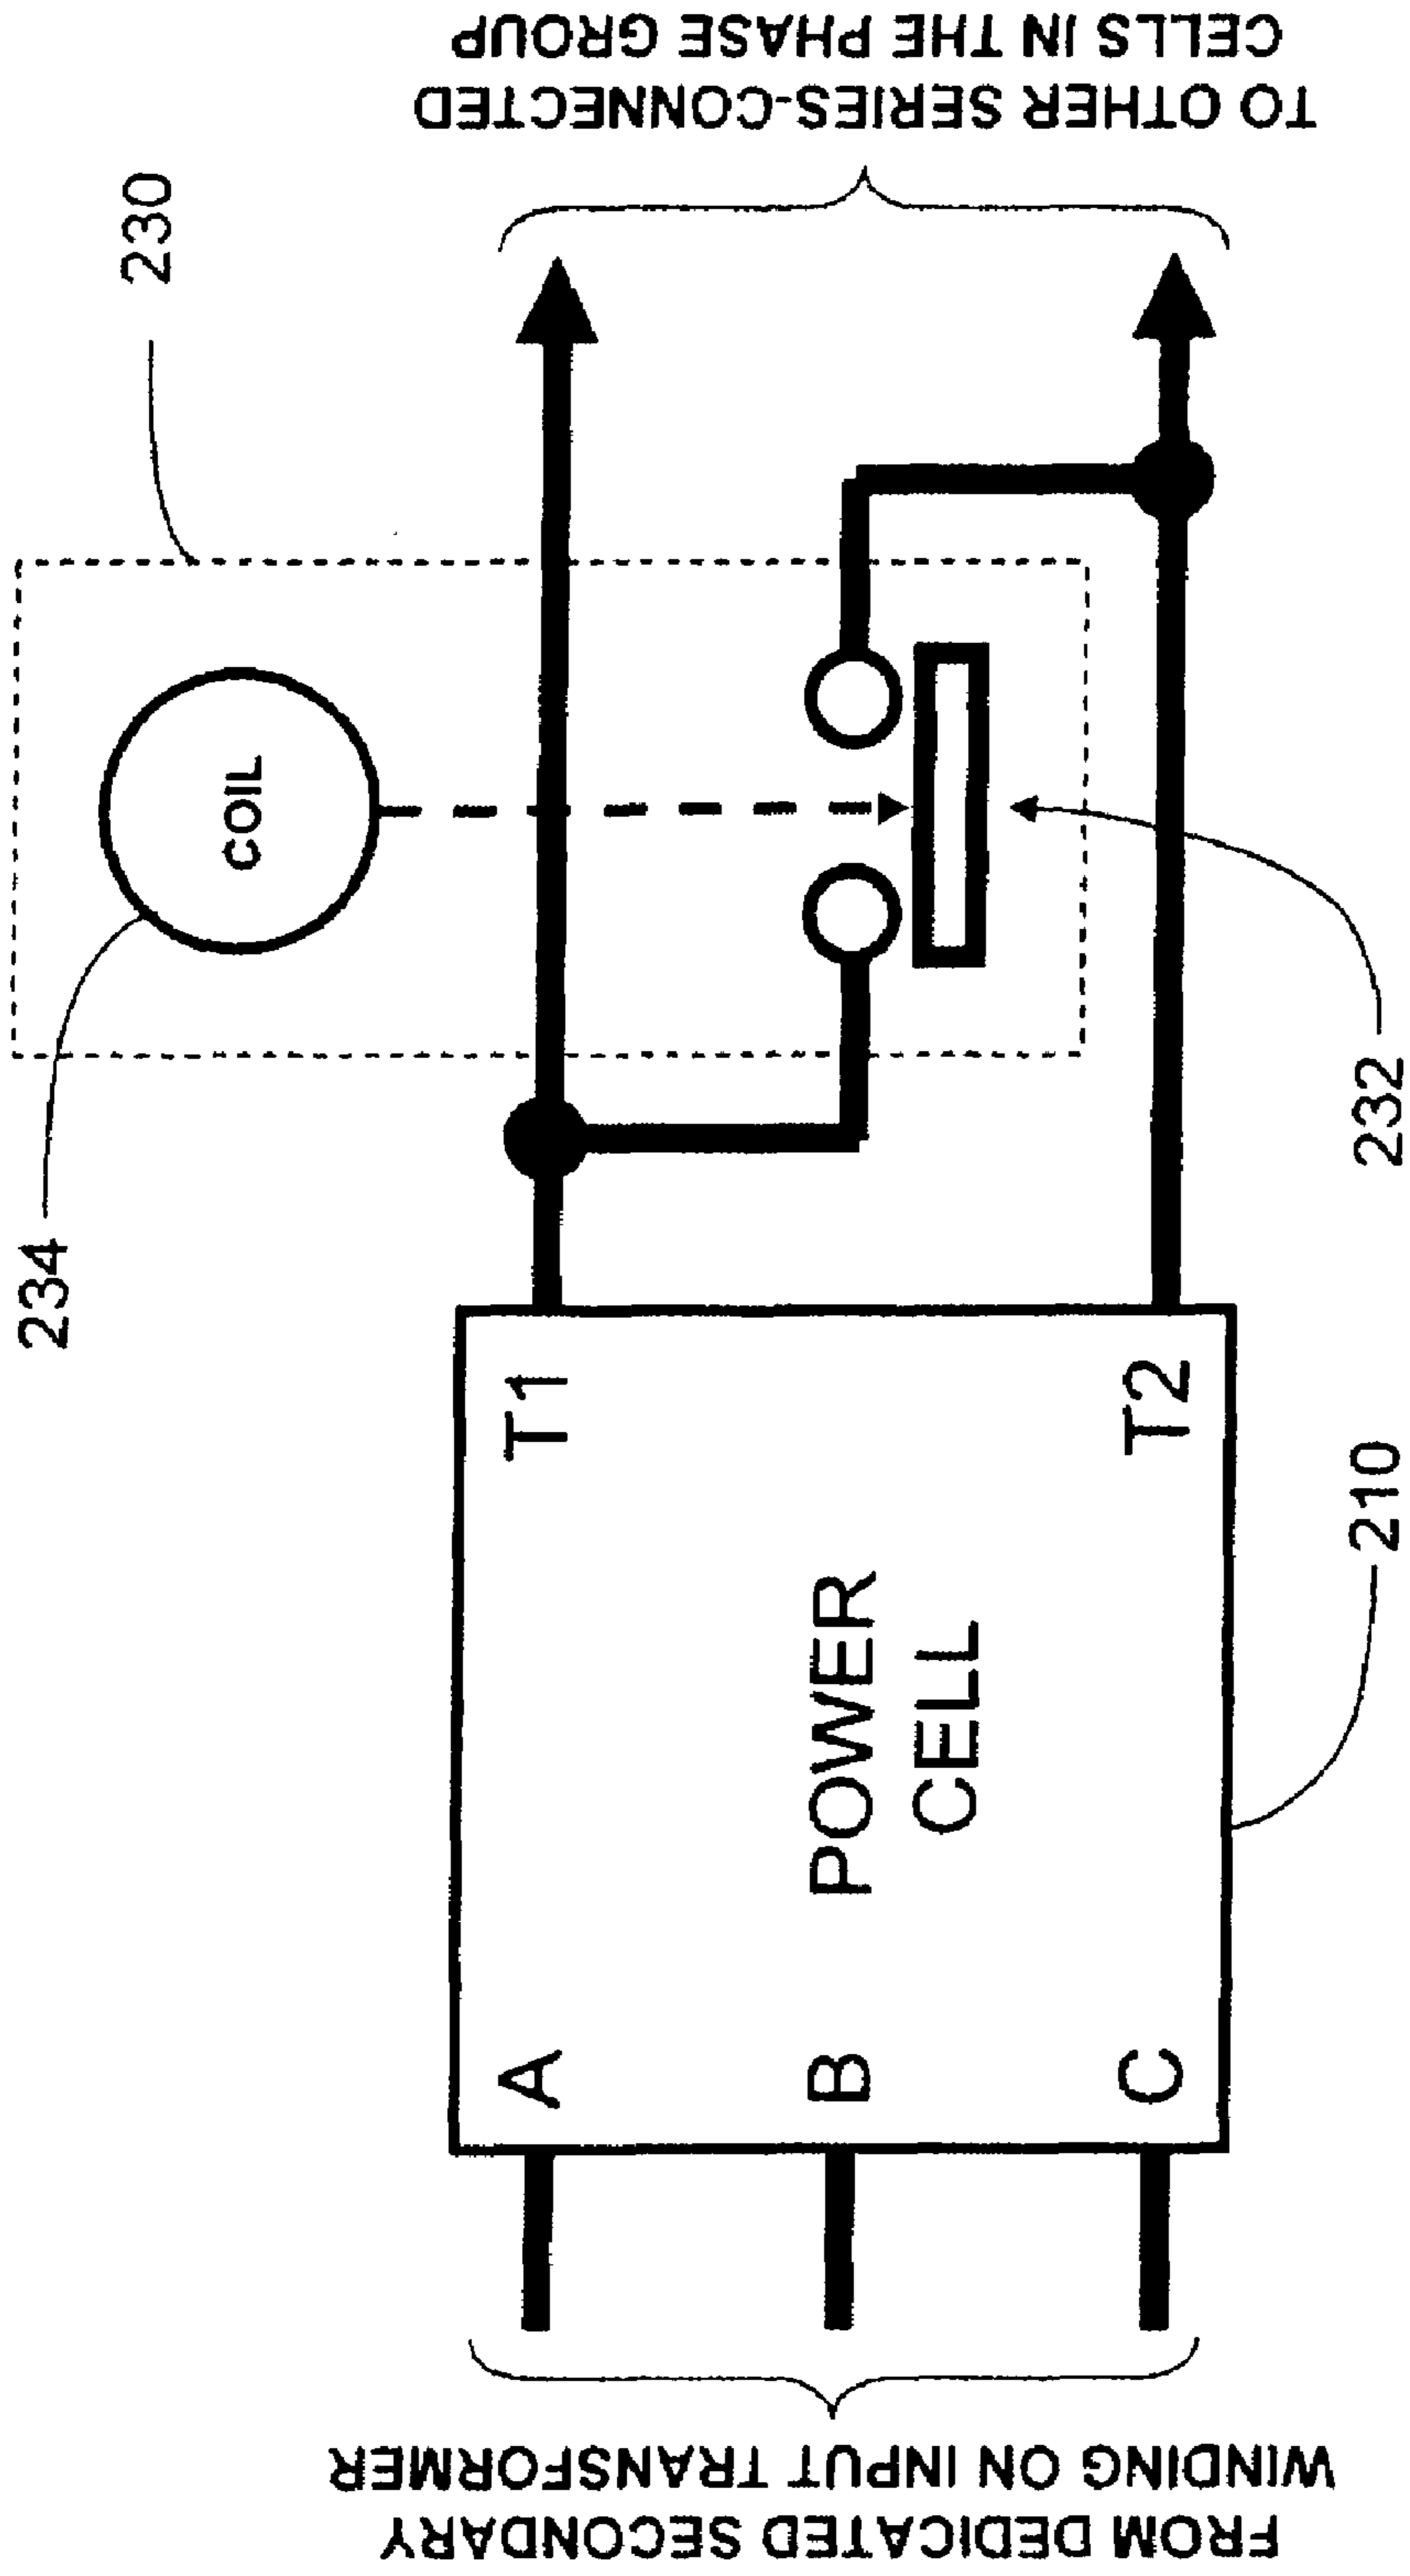 TO OTHER SERIES-CONNECTED
CELLS IN THE PHASE GROUP
230
COIL
234
232
T1
T2
POWER
CELL
210
A
B
C
FROM DEDICATED SECONDARY
WINDING ON INPUT TRANSFORMER